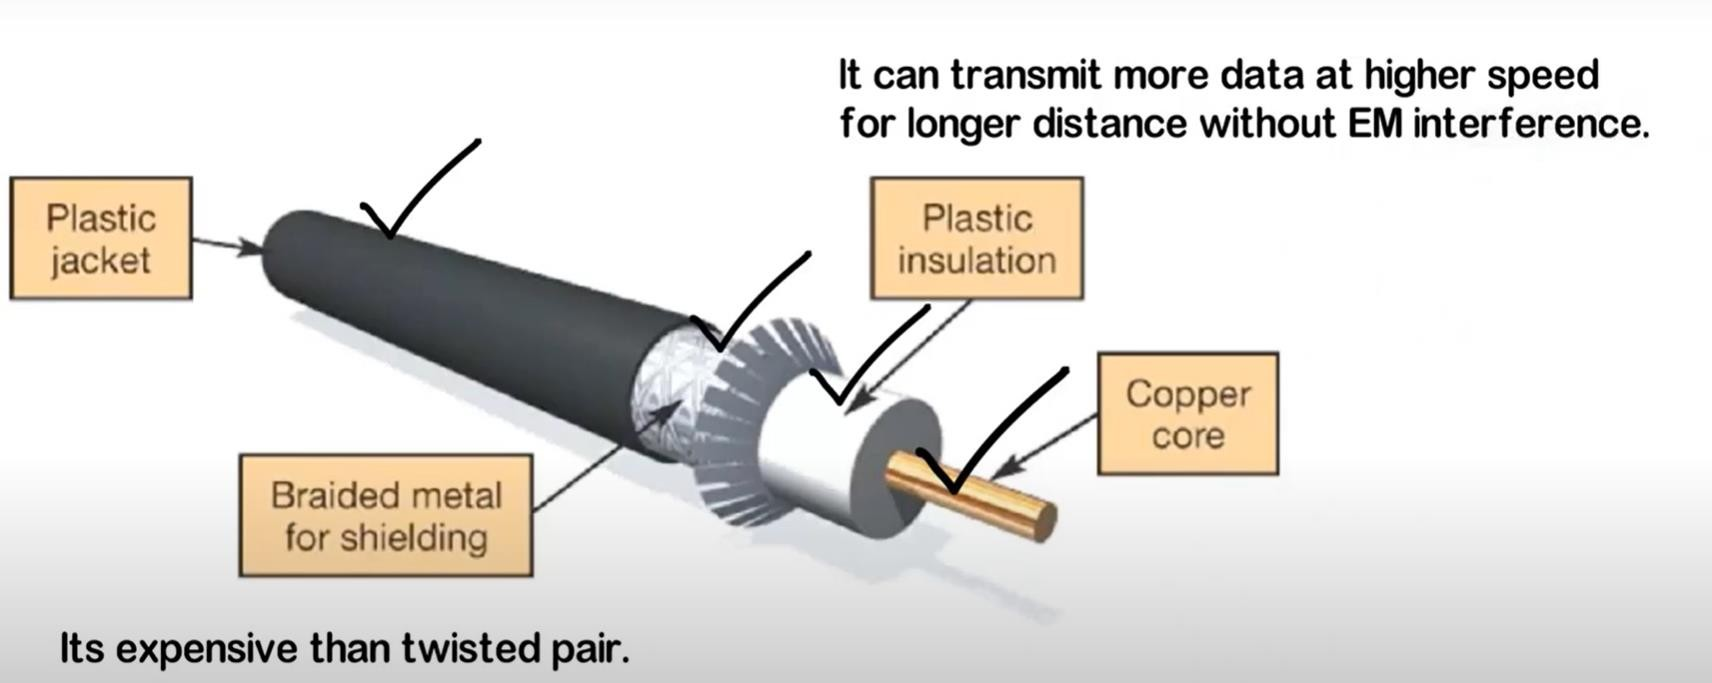 It can transmit more data at higher speed
for longer distance without EM interference.
Plastic
jacket
Plastic
insulation
Copper
core
Braided metal
for shielding
Its expensive than twisted pair.